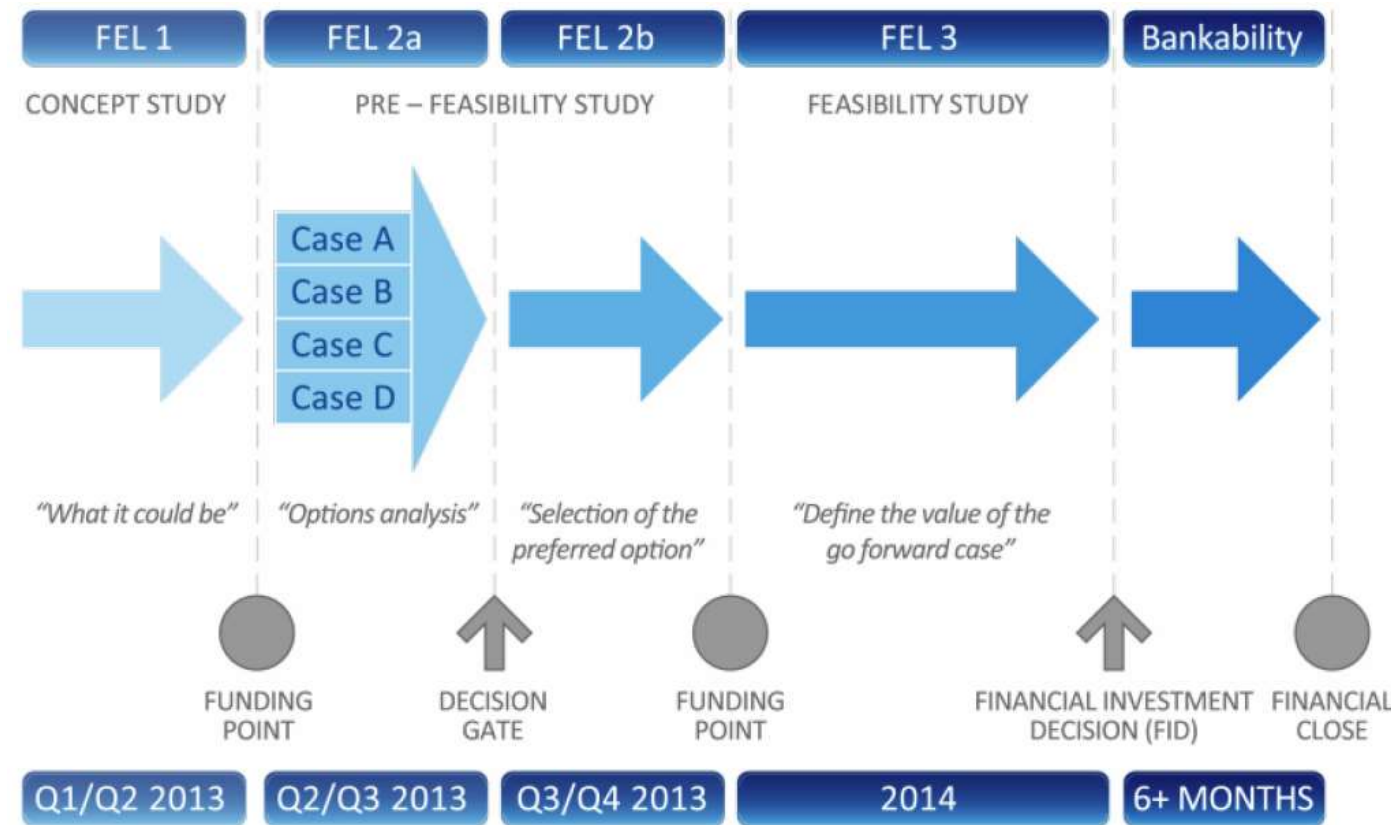 FEL 1
FEL 2a
FEL 2b
FEL 3
Bankability
CONCEPT STUDY
PRE – FEASIBILITY STUDY
FEASIBILITY STUDY
Case A
Case B
Case C
Case D
“What it could be”
“Options analysis”
“Selection of the
preferred option”
“Define the value of the
go forward case”
FUNDING
POINT
DECISION
GATE
FUNDING
POINT
FINANCIAL INVESTMENT
DECISION (FID)
FINANCIAL
CLOSE
Q1/Q2 2013
Q2/Q3 2013
Q3/Q4 2013
2014
6+ MONTHS